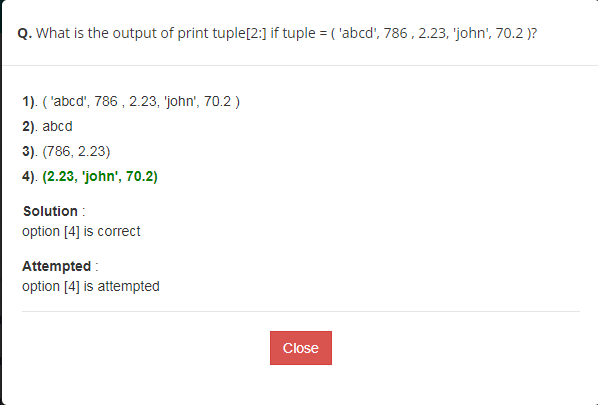 Q. What is the output of print tuple[2:] if tuple = ( 'abcd', 786 , 2.23, 'john', 70.2 )?
1). ( 'abcd', 786 , 2.23, 'john', 70.2 )
2). abcd
3). (786, 2.23)
4). (2.23, 'john', 70.2)
Solution :
option [4] is correct
Attempted :
option [4] is attempted
Close